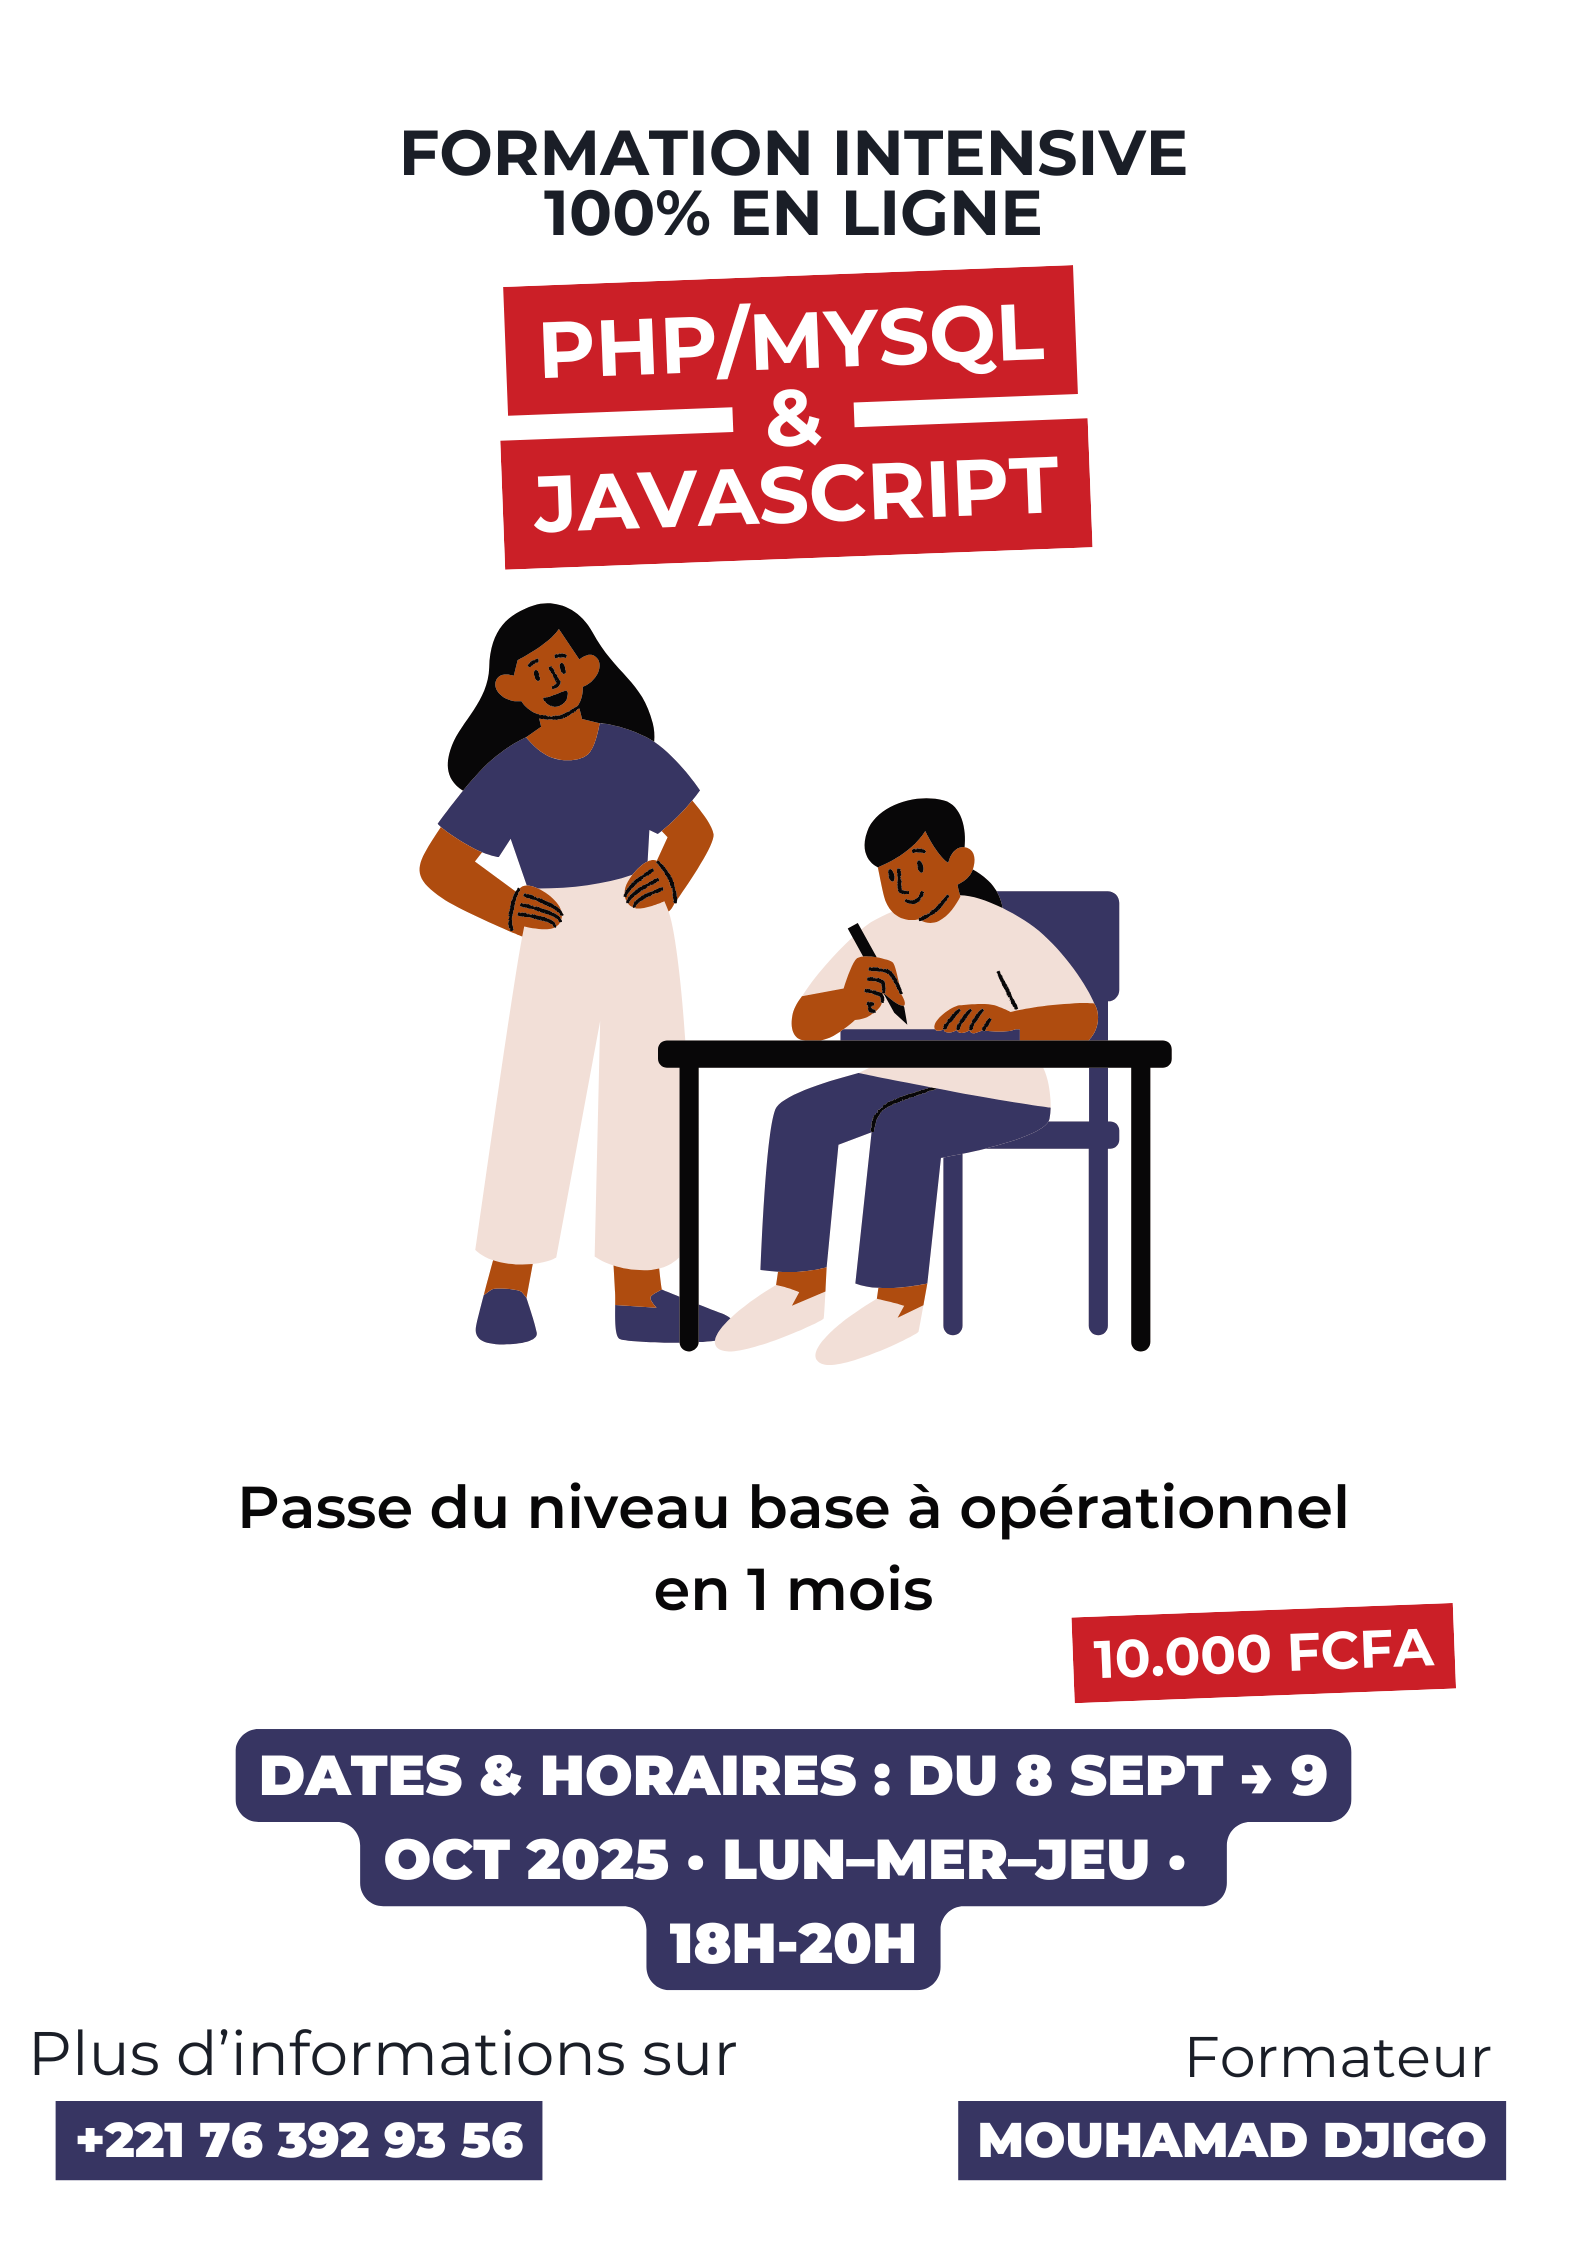 FORMATION INTENSIVE
100% EN LIGNE
PHP/MYSQL
&
JAVASCRIPT
Passe du niveau base à opérationnel
en 1 mois
10.000 FCFA
DATES & HORAIRES : DU 8 SEPT → 9
OCT 2025 • LUN–MER–JEU •
18H-20H
Plus d’informations sur
+221 76 392 93 56
Formateur
MOUHAMAD DJIGO